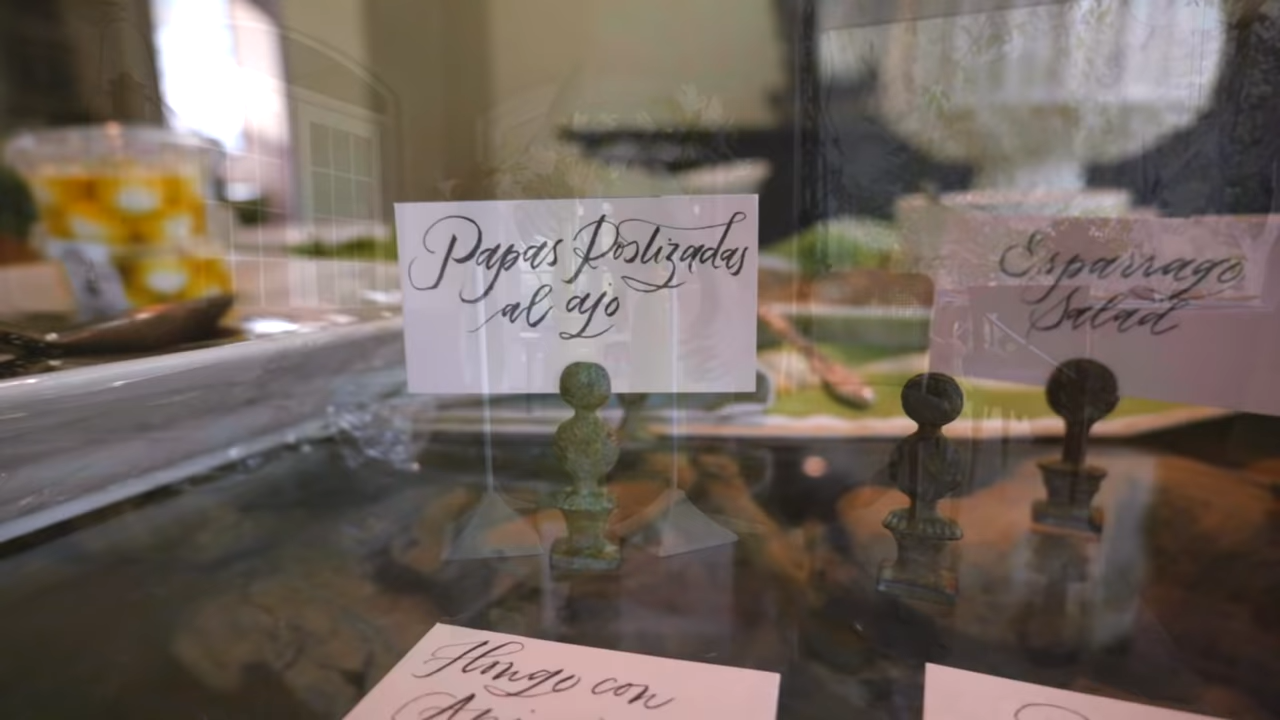 Papas Rostizadas
al ajo
Esparrago
Salad
Hongo con